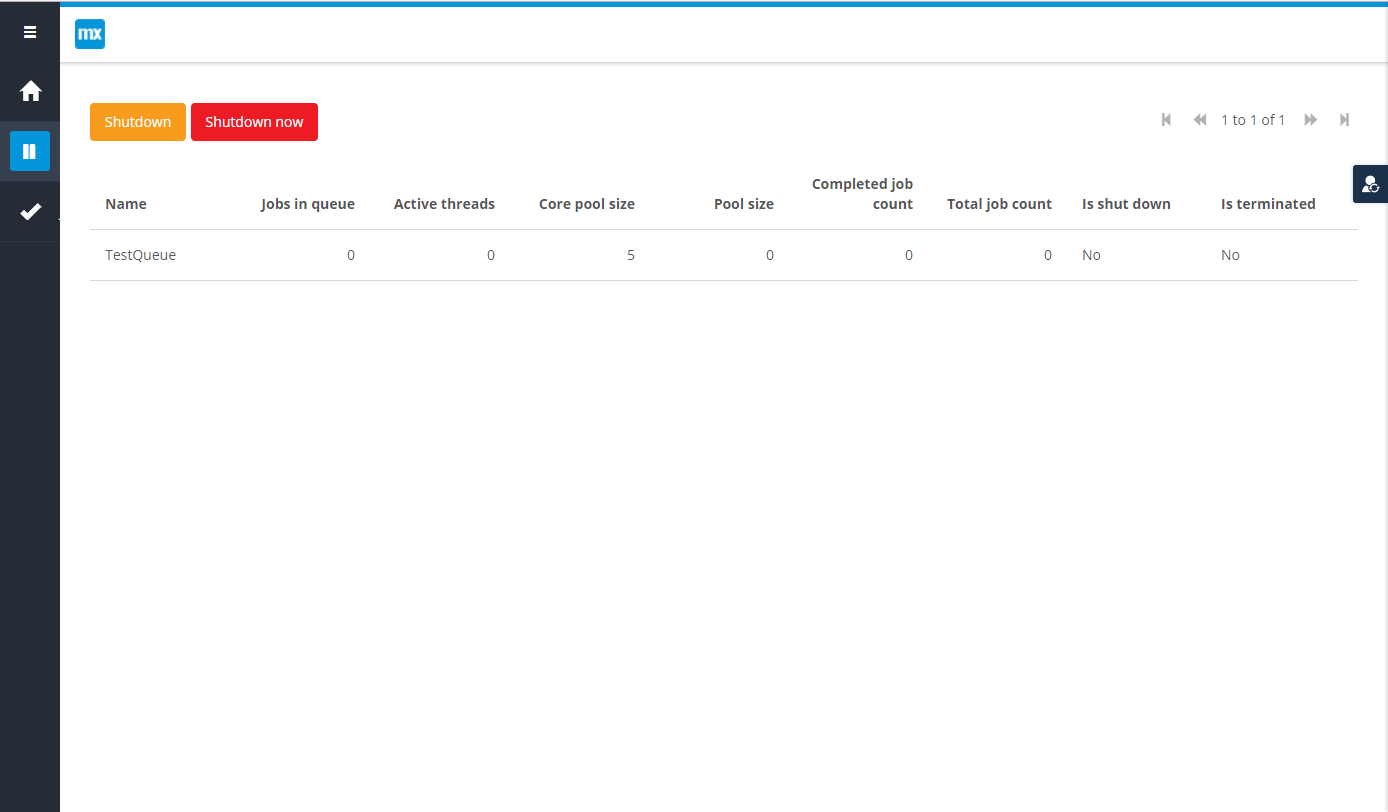 mx
Shutdown Shutdown now 1 to 1 of 1
Name Jobs in queue Active threads Core pool size Pool size Completed job count Total job count Is shut down Is terminated
TestQueue 0 0 5 0 0 0 No No